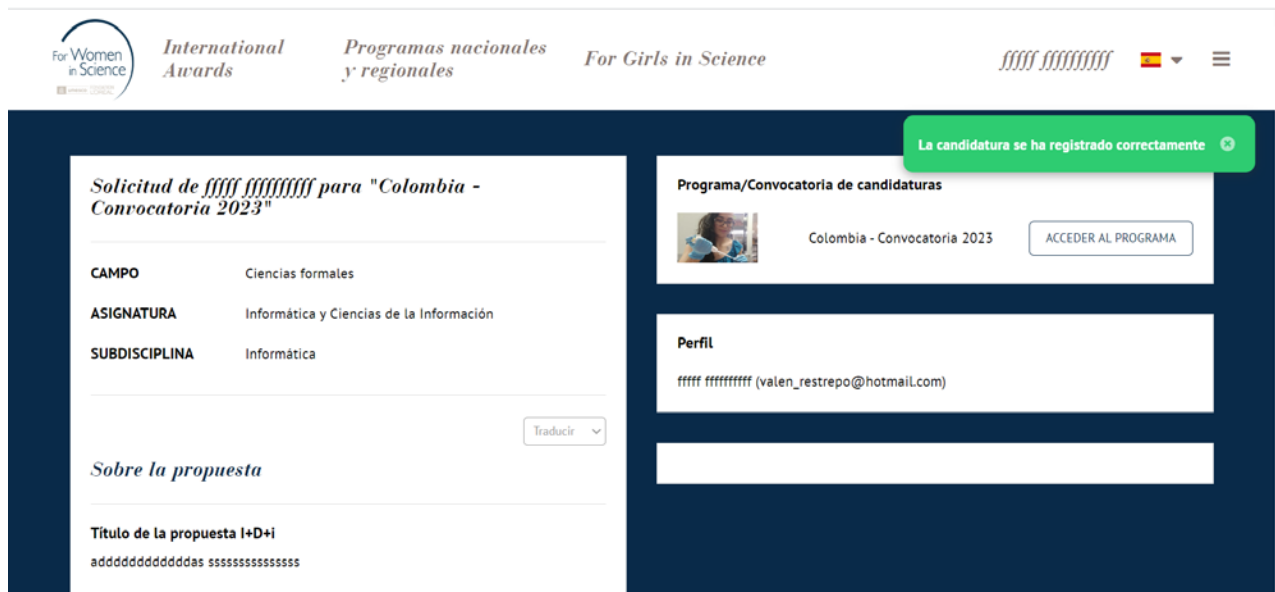 For Women
in Science
International
Awards
Programas nacionales
y regionales
For Girls in Science
fffff ffffffffff
La candidatura se ha registrado correctamente
Solicitud de fffff ffffffffff para "Colombia -
Convocatoria 2023"
CAMPO Ciencias formales
ASIGNATURA Informática y Ciencias de la Información
SUBDISCIPLINA Informática
Traducir
Sobre la propuesta
Título de la propuesta I+D+i
addddddddddddas sssssssssssssss
Programa/Convocatoria de candidaturas
Colombia - Convocatoria 2023
ACCEDER AL PROGRAMA
Perfil
fffff ffffffffff (valen_restrepo@hotmail.com)